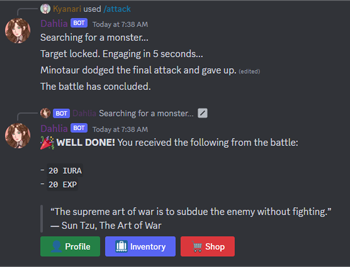 Kyanari used /attack
Dahlia BOT Today at 7:38 AM
Searching for a monster...
Target locked. Engaging in 5 seconds...
Minotaur dodged the final attack and gave up. (edited)
The battle has concluded.
BOT Dahlia Searching for a monster...
Dahlia BOT Today at 7:38 AM
WELL DONE! You received the following from the battle:
- 20 IURA
- 20 EXP
“The supreme art of war is to subdue the enemy without fighting.”
― Sun Tzu, The Art of War
Profile Inventory Shop